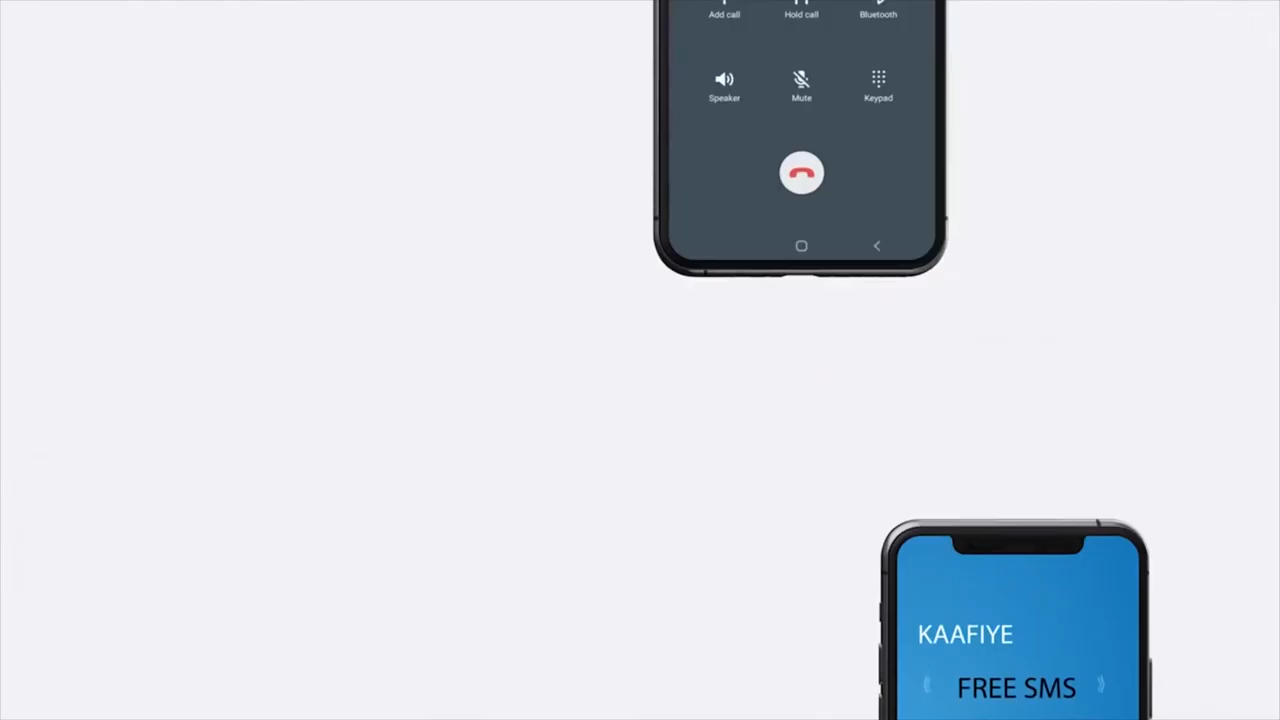 Add call Hold call Bluetooth
Speaker Mute Keypad
KAAFIYE
FREE SMS